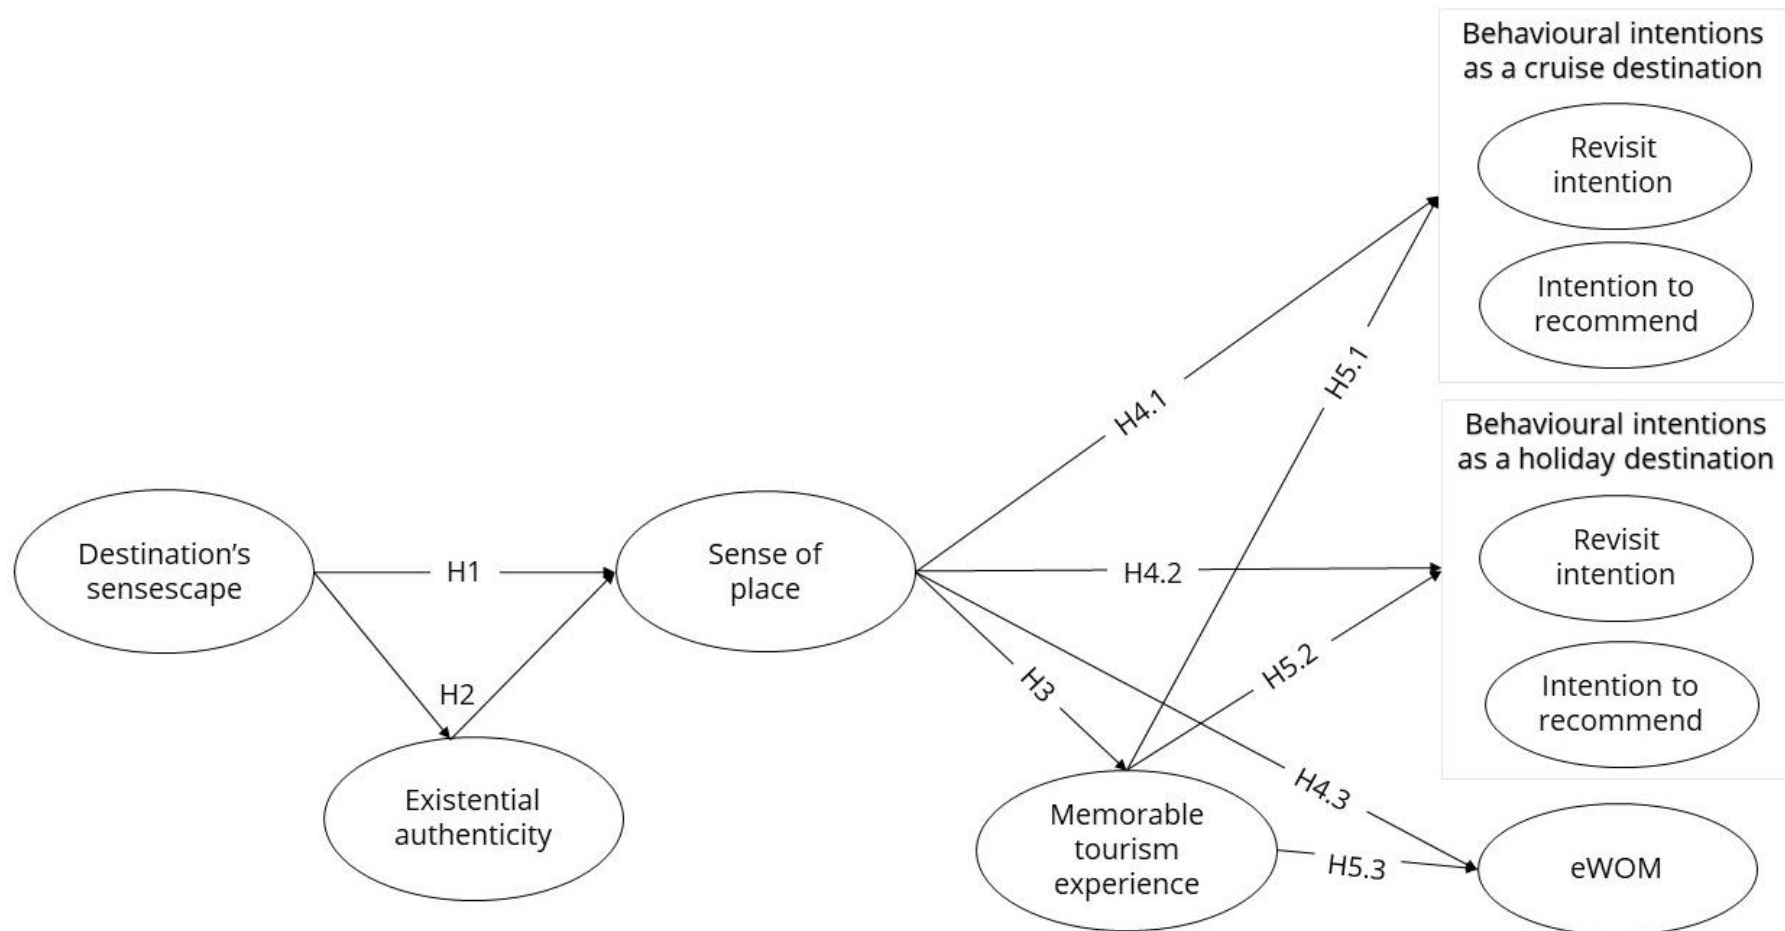 Behavioural intentions
as a cruise destination
Revisit
intention
Intention to
recommend
H5.1
H4.1
Behavioural intentions
as a holiday destination
Revisit
intention
Intention to
recommend
Destination’s
sensescape
H1
Sense of
place
H4.2
H2
H3
H5.2
H4.3
Existential
authenticity
Memorable
tourism
experience
H5.3
eWOM